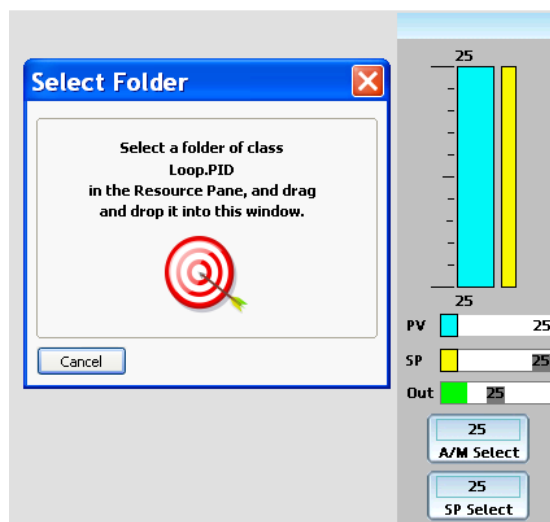 Select Folder
Select a folder of class
Loop.PID
in the Resource Pane, and drag
and drop it into this window.
Cancel
25
25
PV 25
SP 25
Out 25
25
A/M Select
25
SP Select